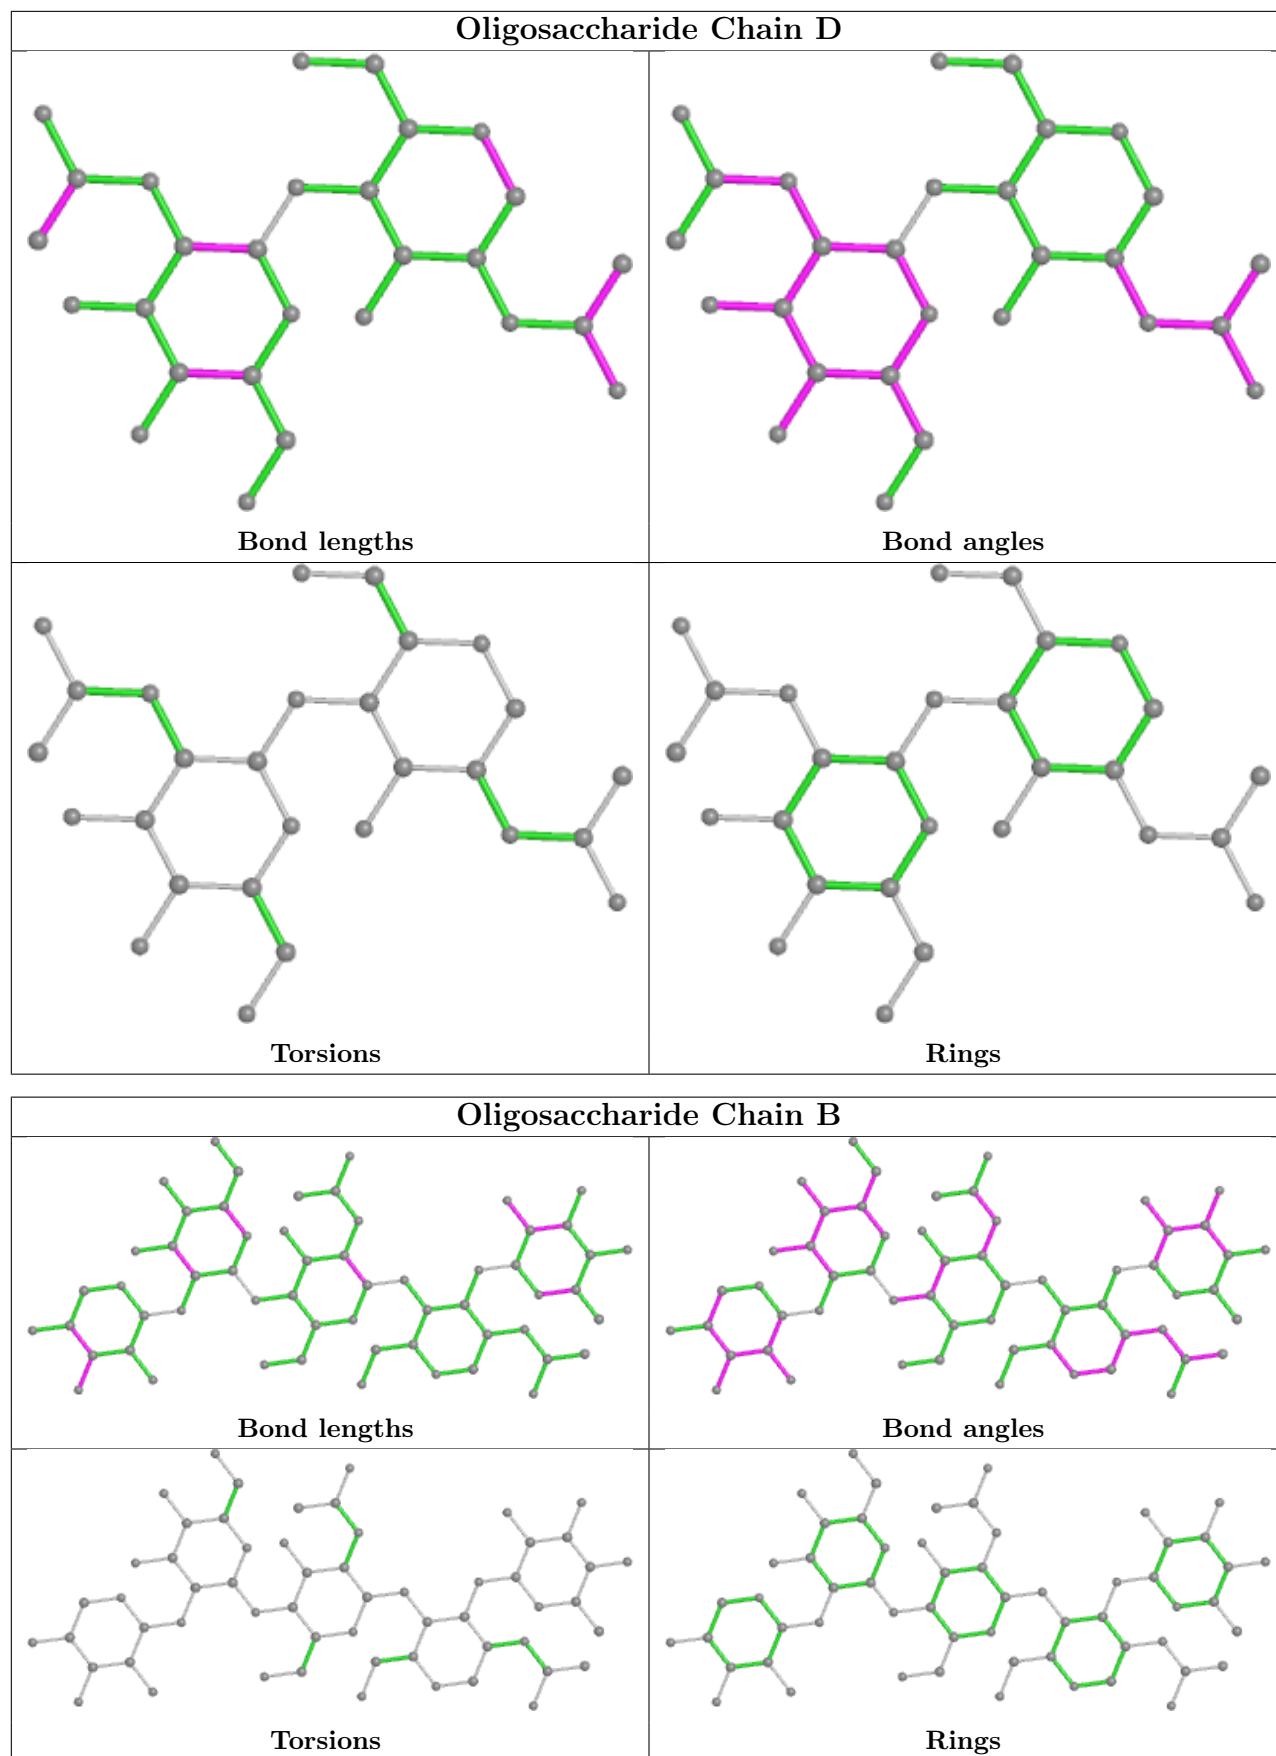 Oligosaccharide Chain D
Bond lengths
Bond angles
Torsions
Rings
Oligosaccharide Chain B
Bond lengths
Bond angles
Torsions
Rings